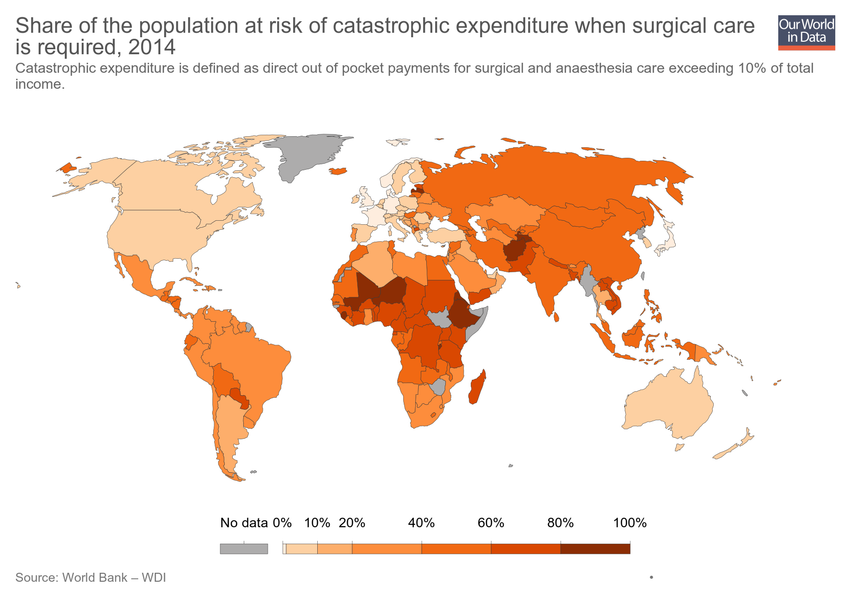 Share of the population at risk of catastrophic expenditure when surgical care
is required, 2014
Our World
in Data
Catastrophic expenditure is defined as direct out of pocket payments for surgical and anaesthesia care exceeding 10% of total
income.
No data 0% 10% 20% 40% 60% 80% 100%
Source: World Bank – WDI